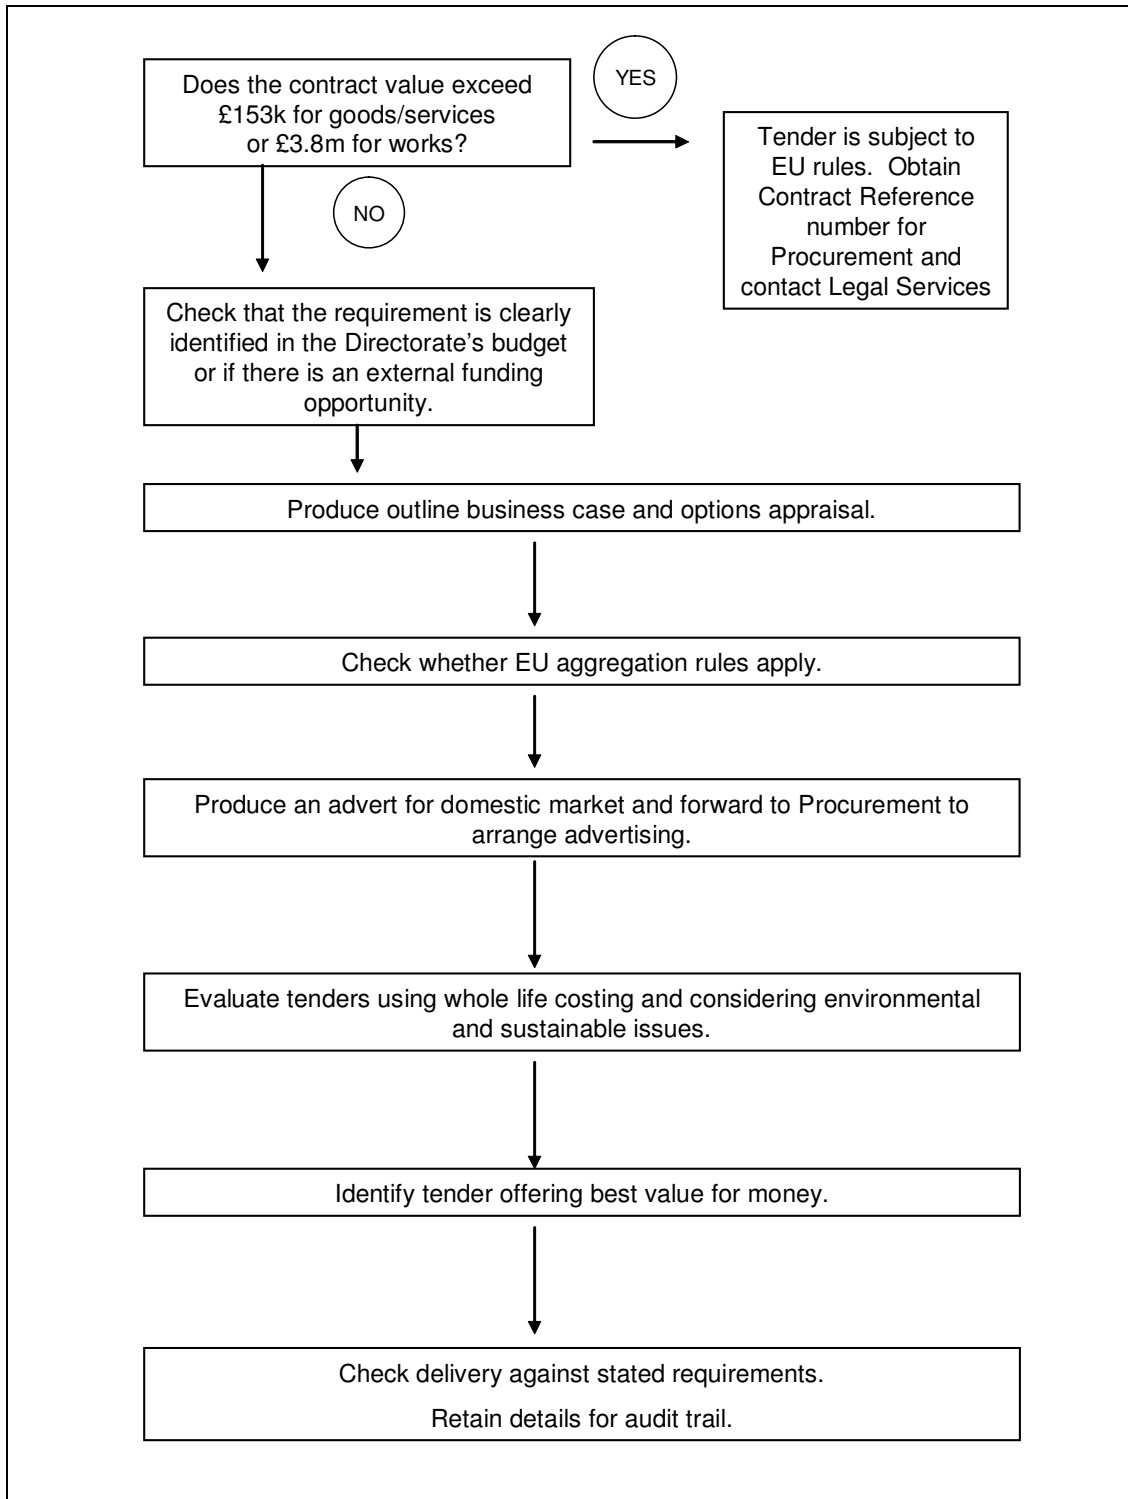 Does the contract value exceed
£153k for goods/services
or £3.8m for works?
YES
Tender is subject to
EU rules.  Obtain
Contract Reference
number for
Procurement and
contact Legal Services
NO
Check that the requirement is clearly
identified in the Directorate's budget
or if there is an external funding
opportunity.
Produce outline business case and options appraisal.
Check whether EU aggregation rules apply.
Produce an advert for domestic market and forward to Procurement to
arrange advertising.
Evaluate tenders using whole life costing and considering environmental
and sustainable issues.
Identify tender offering best value for money.
Check delivery against stated requirements.
Retain details for audit trail.